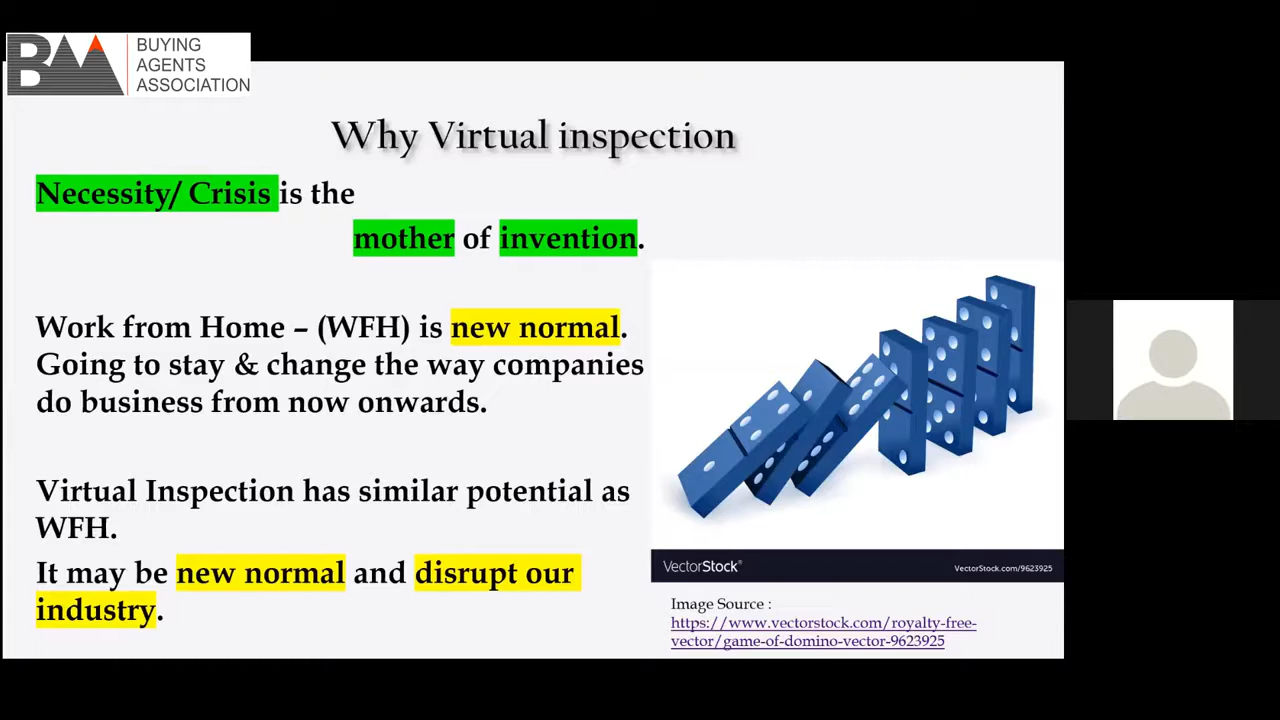 BAA
BUYING
AGENTS
ASSOCIATION
Why Virtual inspection
Necessity/ Crisis is the
mother of invention.
Work from Home – (WFH) is new normal.
Going to stay & change the way companies
do business from now onwards.
Virtual Inspection has similar potential as
WFH.
It may be new normal and disrupt our
industry.
VectorStock®
VectorStock.com/9623925
Image Source :
https://www.vectorstock.com/royalty-free-
vector/game-of-domino-vector-9623925